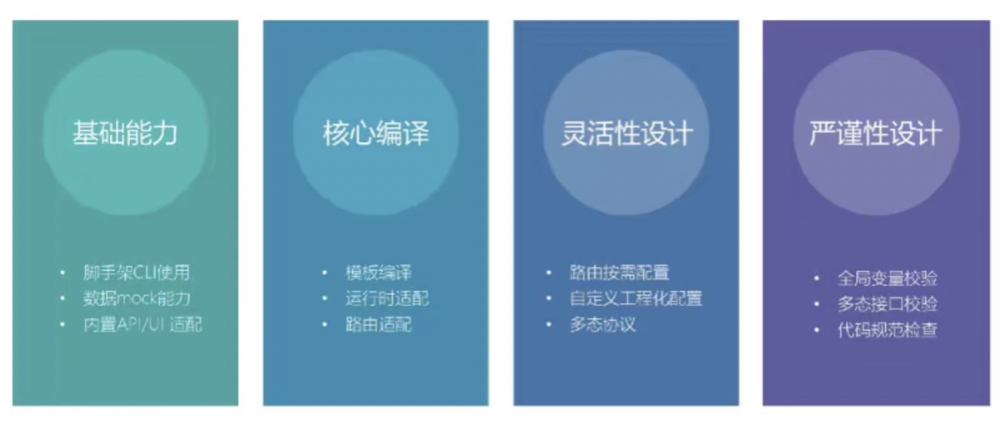 基础能力
• 脚手架CLI使用
• 数据mock能力
• 内置API/UI 适配
核心编译
• 模板编译
• 运行时适配
• 路由适配
灵活性设计
• 路由按需配置
• 自定义工程化配置
• 多态协议
严谨性设计
• 全局变量校验
• 多态接口校验
• 代码规范检查